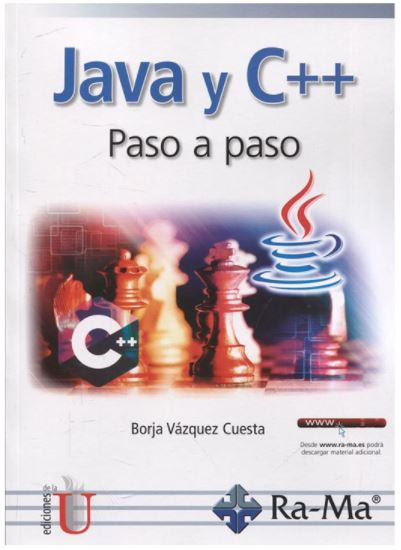 Java y C++
Paso a paso
C++
Borja Vázquez Cuesta
www
Desde www.ra-ma.es podrá
descargar material adicional.
ediciones de la U
Ra-Ma®